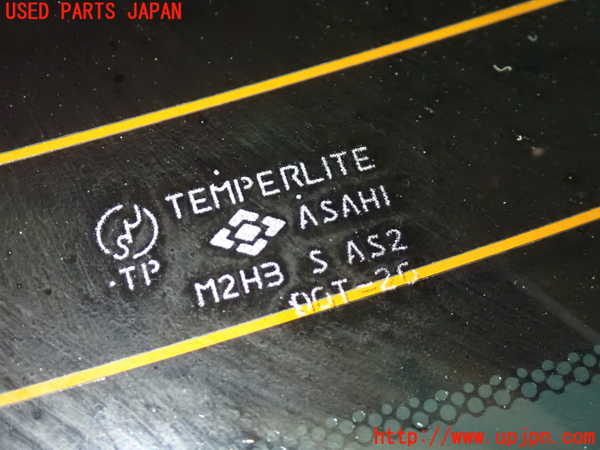 USED PARTS JAPAN
TEMPERLITE
ASAHI
TP
M2H3 S AS2
http://www.upjpn.com/